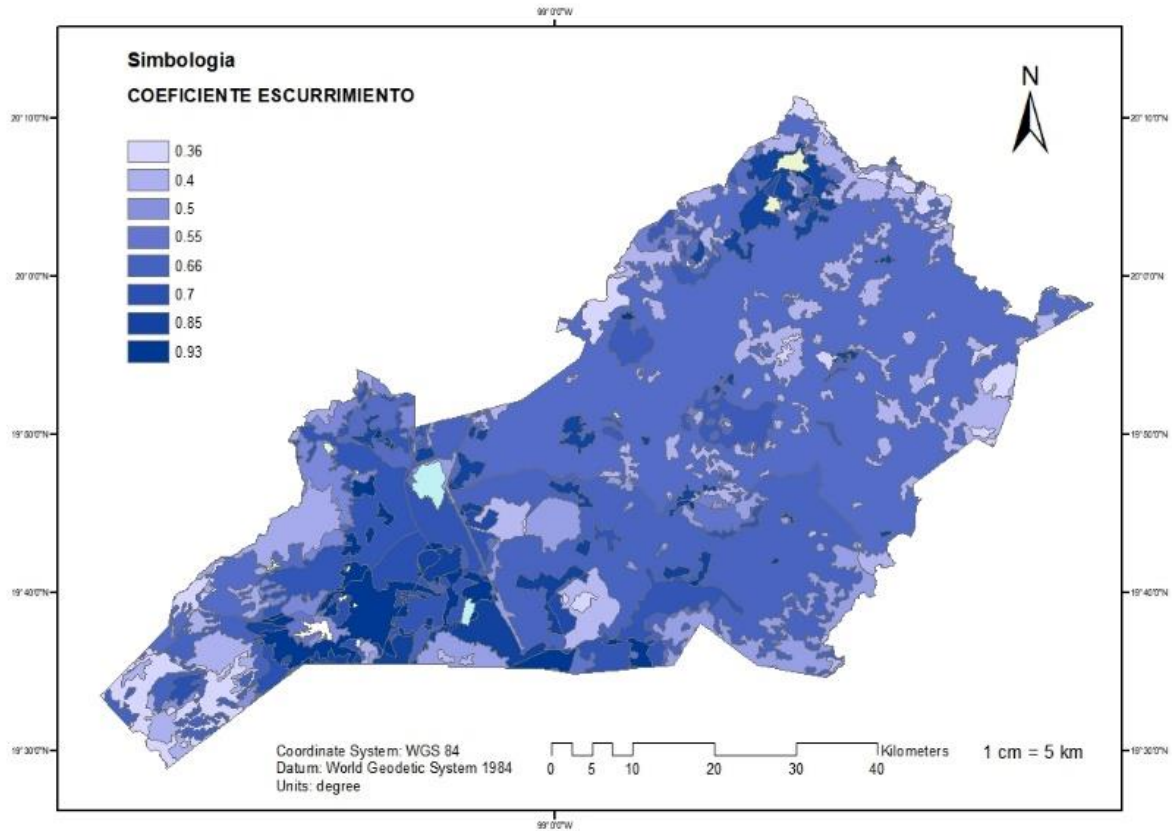 99°0'0"W
Simbologia
COEFICIENTE ESCURRIMIENTO
0.36
0.4
0.5
0.55
0.66
0.7
0.85
0.93
N
20°10'0"N
20°10'0"N
20°0'0"N
20°0'0"N
19°50'0"N
19°50'0"N
19°40'0"N
19°40'0"N
19°30'0"N
19°30'0"N
Coordinate System: WGS 84
Datum: World Geodetic System 1984
Units: degree
Kilometers
0 5 10 20 30 40
1 cm = 5 km
99°0'0"W